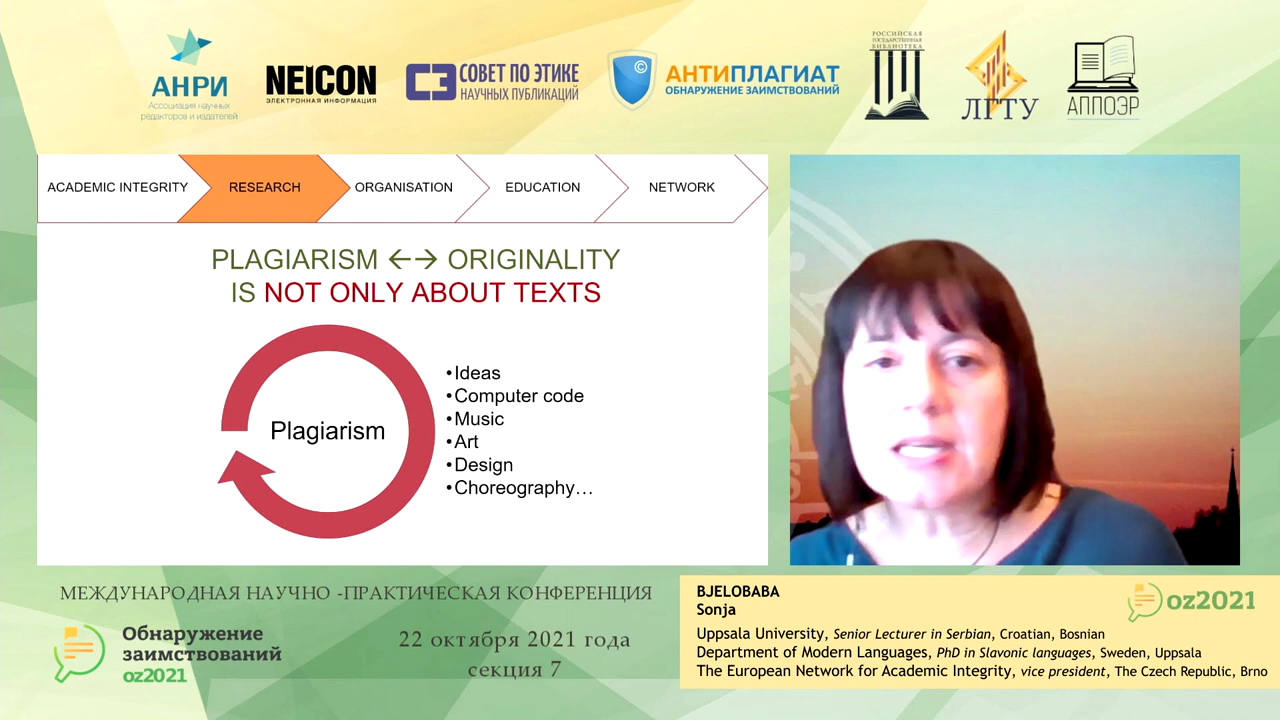 АНРИ
Ассоциация научных
редакторов и издателей
NEICON
ЭЛЕКТРОННАЯ ИНФОРМАЦИЯ
СЭ СОВЕТ ПО ЭТИКЕ
НАУЧНЫХ ПУБЛИКАЦИЙ
©
АНТИПЛАГИАТ
ОБНАРУЖЕНИЕ ЗАИМСТВОВАНИЙ
РОССИЙСКАЯ
ГОСУДАРСТВЕННАЯ
БИБЛИОТЕКА
ЛГТУ
АППОЭР
ACADEMIC INTEGRITY
RESEARCH
ORGANISATION
EDUCATION
NETWORK
PLAGIARISM ←→ ORIGINALITY
IS NOT ONLY ABOUT TEXTS
Plagiarism
•Ideas
•Computer code
•Music
•Art
•Design
•Choreography…
МЕЖДУНАРОДНАЯ НАУЧНО -ПРАКТИЧЕСКАЯ КОНФЕРЕНЦИЯ
Обнаружение
заимствований
oz2021
22 октября 2021 года
секция 7
BJELOBABA
Sonja
oz2021
Uppsala University, Senior Lecturer in Serbian, Croatian, Bosnian
Department of Modern Languages, PhD in Slavonic languages, Sweden, Uppsala
The European Network for Academic Integrity, vice president, The Czech Republic, Brno